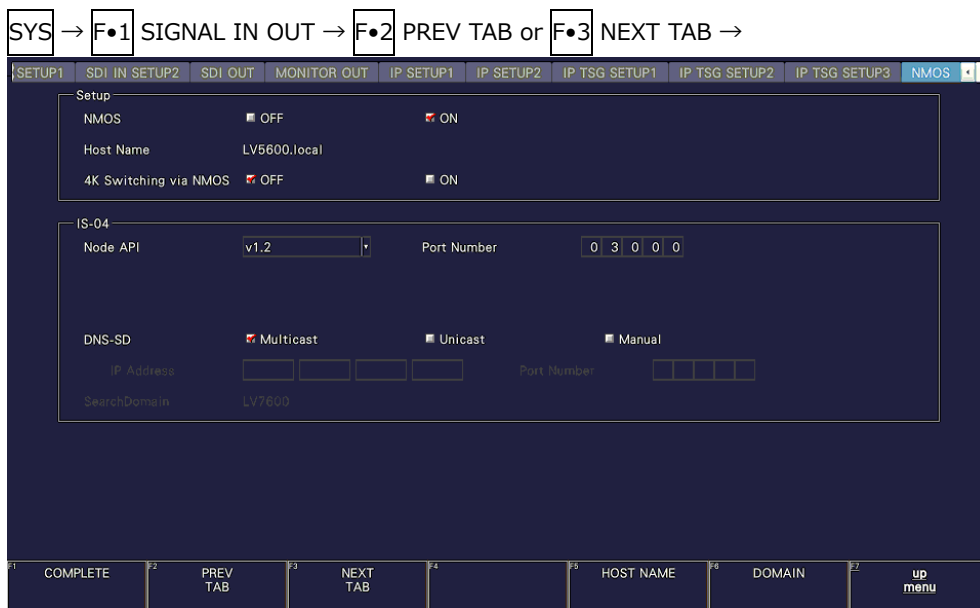 SYS → F•1 SIGNAL IN OUT → F•2 PREV TAB or F•3 NEXT TAB →
SETUP1 SDI IN SETUP2 SDI OUT MONITOR OUT IP SETUP1 IP SETUP2 IP TSG SETUP1 IP TSG SETUP2 IP TSG SETUP3 NMOS
Setup
NMOS OFF ON
Host Name LV5600.local
4K Switching via NMOS OFF ON
IS-04
Node API v1.2 Port Number 0 3 0 0 0
DNS-SD Multicast Unicast Manual
IP Address Port Number
SearchDomain LV7600
F1 COMPLETE F2 PREV TAB F3 NEXT TAB F4 F5 HOST NAME F6 DOMAIN F7 up menu